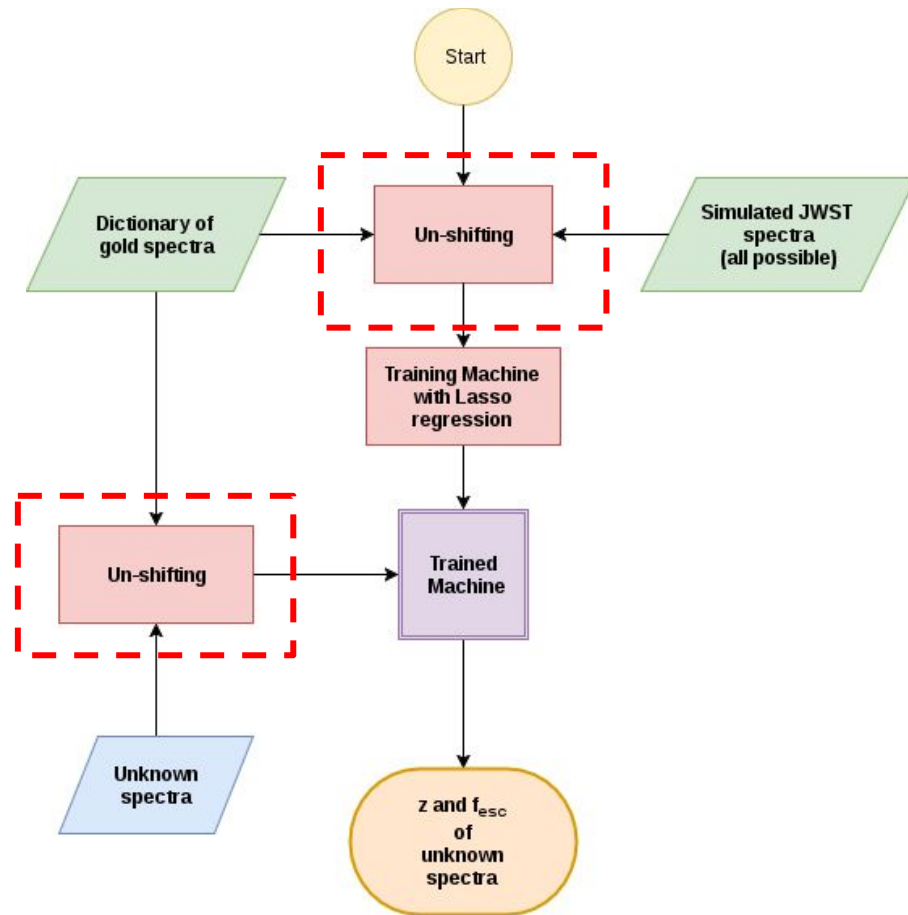 Start
Dictionary of
gold spectra
Un-shifting
Simulated JWST
spectra
(all possible)
Training Machine
with Lasso
regression
Un-shifting
Trained
Machine
Unknown
spectra
z and fesc
of
unknown
spectra